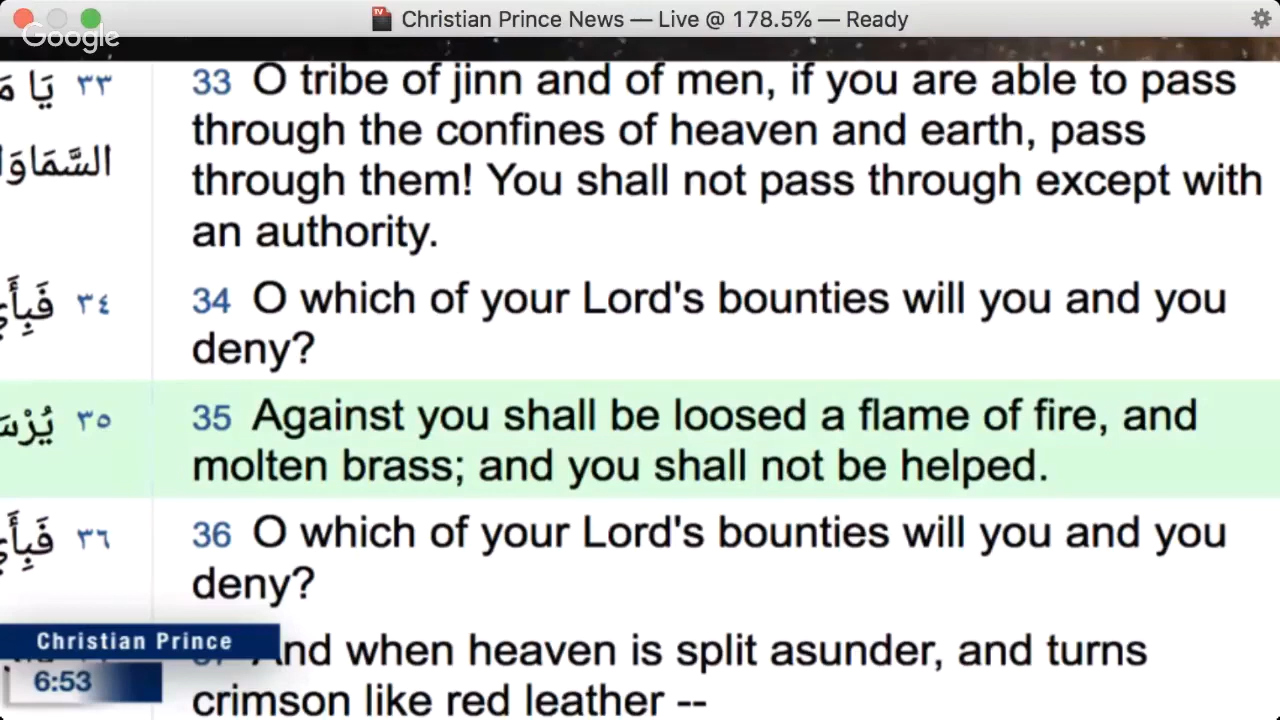 Christian Prince News — Live @ 178.5% — Ready
Google
٣٣ يَا
33 O tribe of jinn and of men, if you are able to pass
through the confines of heaven and earth, pass
السَّمَاوَا
through them! You shall not pass through except with
an authority.
٣٤ فَبِأَيِّ
34 O which of your Lord's bounties will you and you
deny?
٣٥ يُرْسَ
35 Against you shall be loosed a flame of fire, and
molten brass; and you shall not be helped.
٣٦ فَبِأَيِّ
36 O which of your Lord's bounties will you and you
deny?
Christian Prince
And when heaven is split asunder, and turns
6:53
crimson like red leather --